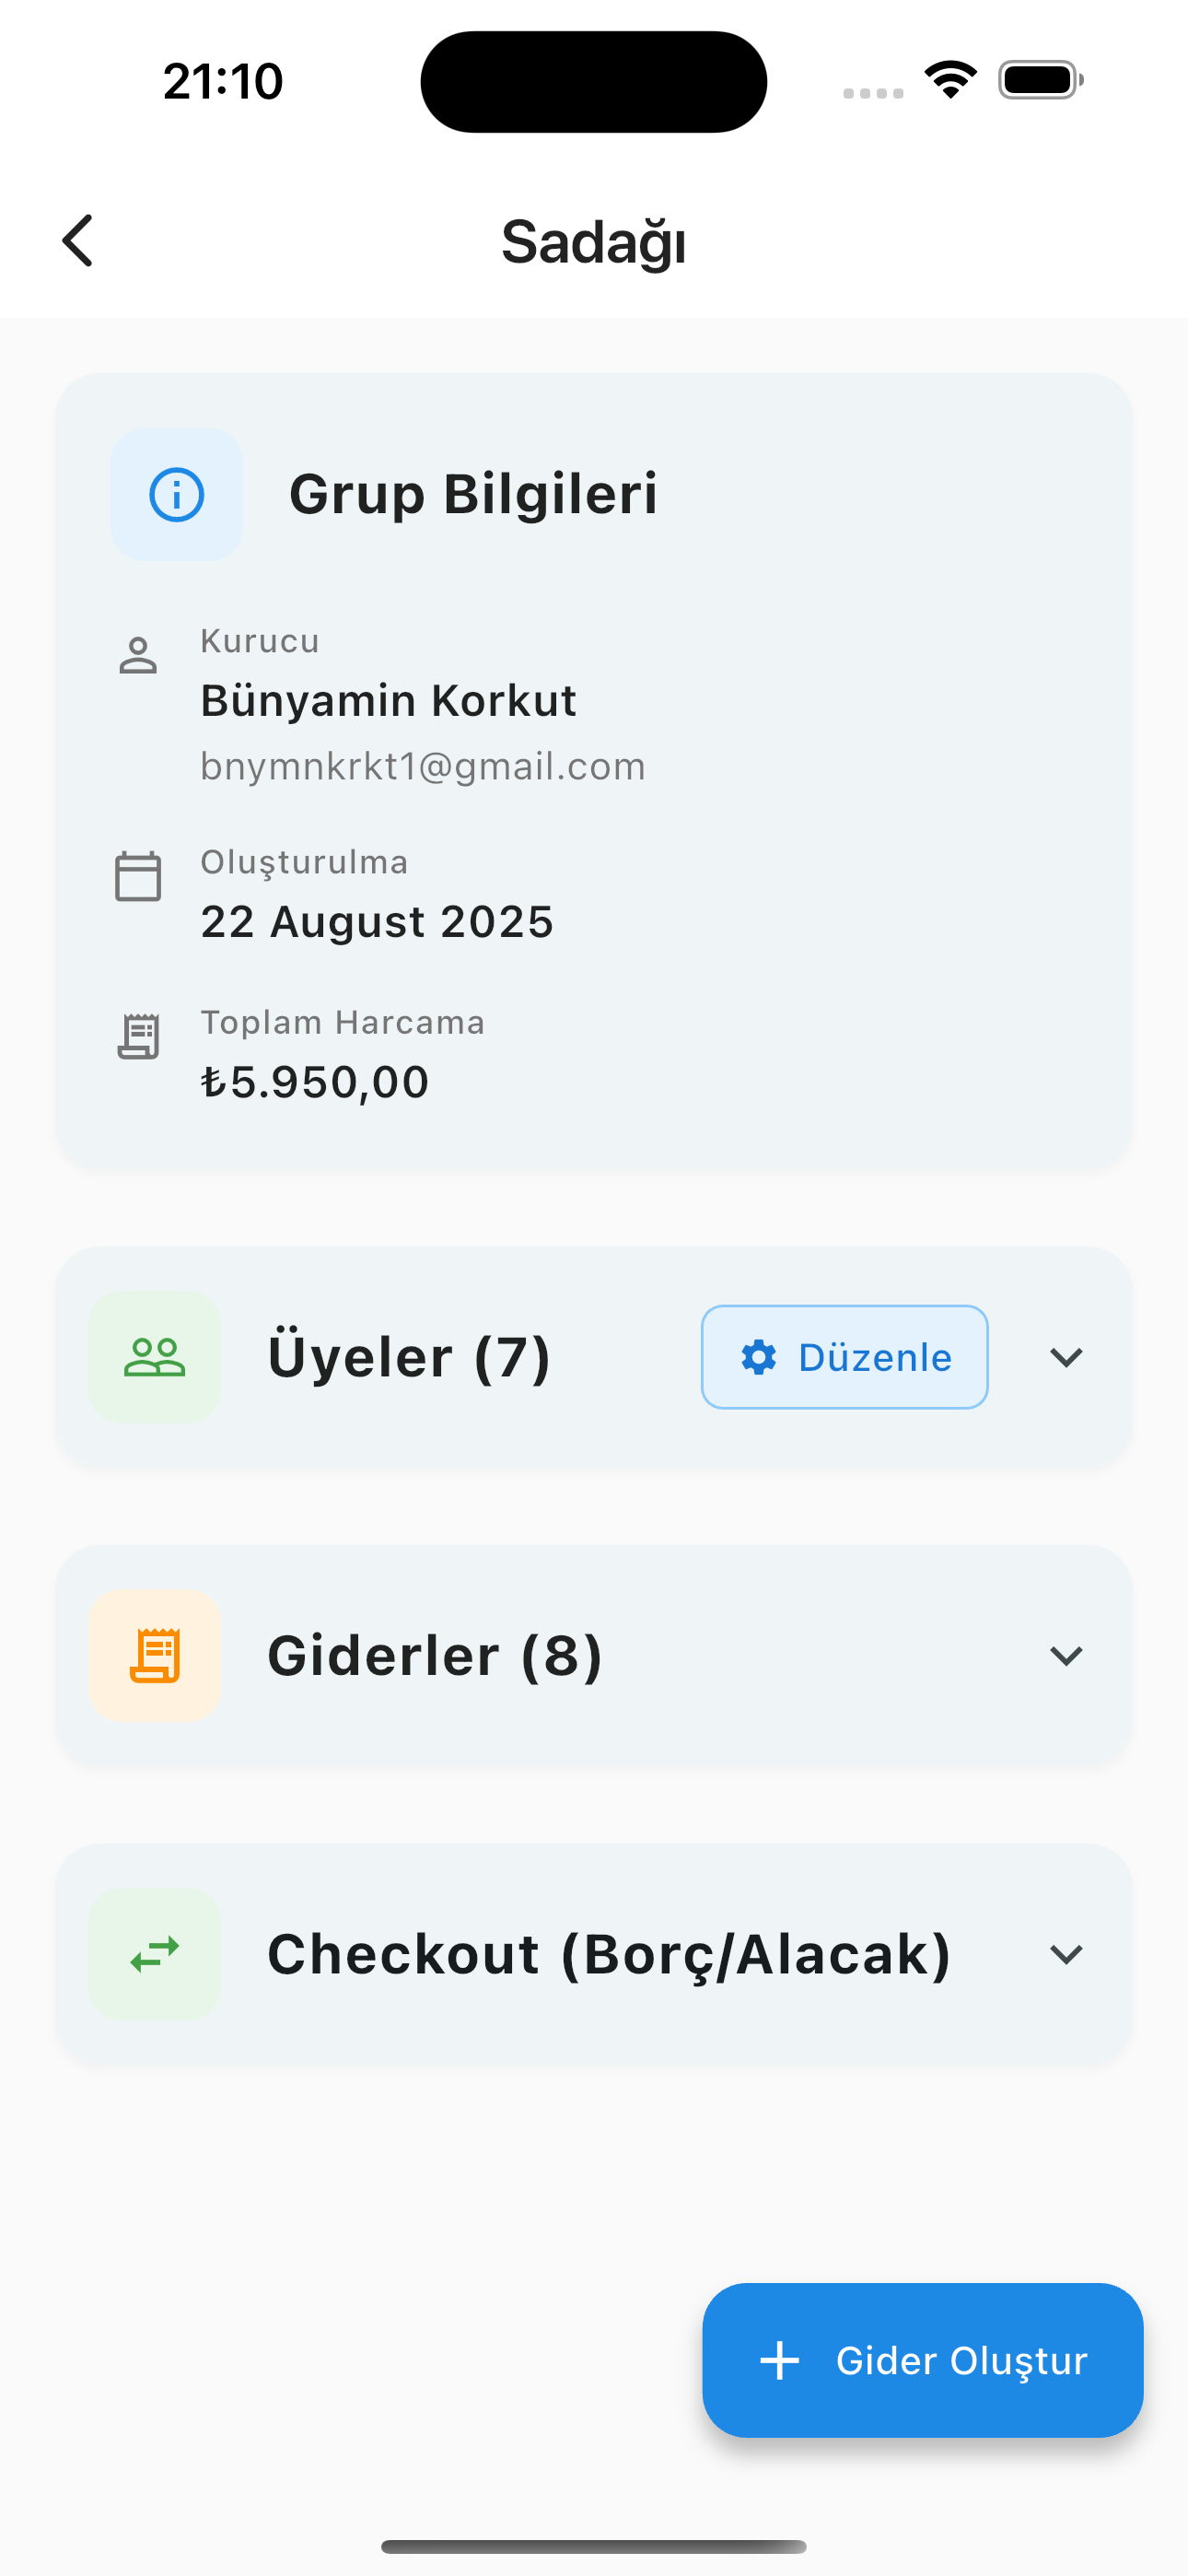 21:10
Sadağı
Grup Bilgileri
Kurucu
Bünyamin Korkut
bnymnkrkt1@gmail.com
Oluşturulma
22 August 2025
Toplam Harcama
₺5.950,00
Üyeler (7)
Düzenle
Giderler (8)
Checkout (Borç/Alacak)
Gider Oluştur